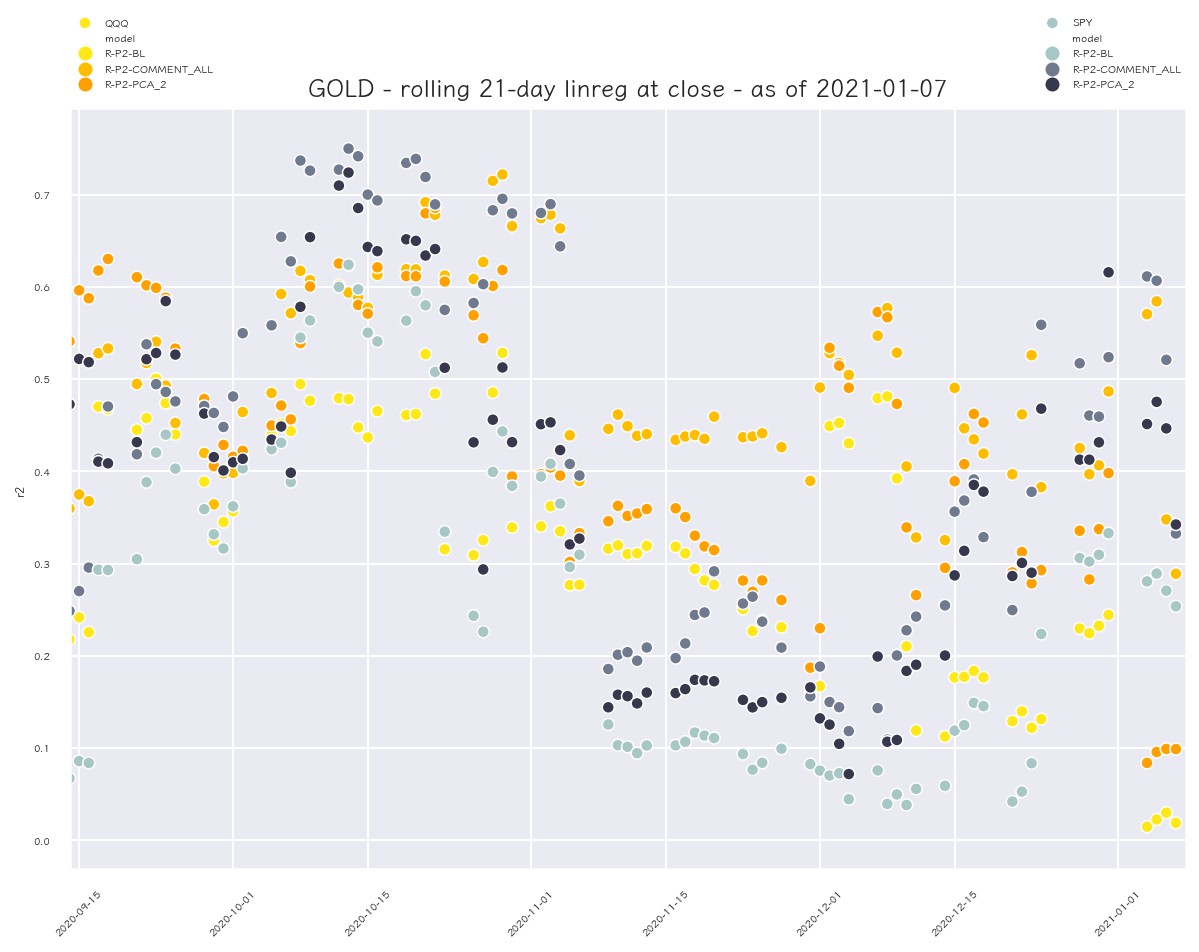 QQQ
model
R-P2-BL
R-P2-COMMENT_ALL
R-P2-PCA_2
SPY
model
R-P2-BL
R-P2-COMMENT_ALL
R-P2-PCA_2
GOLD - rolling 21-day linreg at close - as of 2021-01-07
0.7
0.6
0.5
0.4
0.3
0.2
0.1
0.0
r2
2020-09-15
2020-10-01
2020-10-15
2020-11-01
2020-11-15
2020-12-01
2020-12-15
2021-01-01